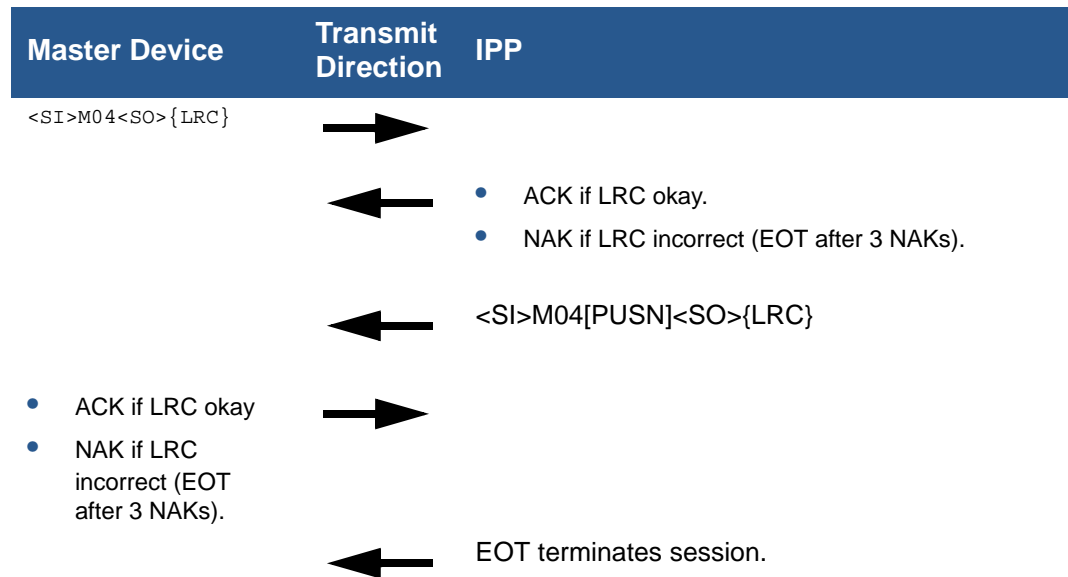 Master Device
Transmit
Direction
IPP
<SI>M04<SO>{LRC}
• ACK if LRC okay.
• NAK if LRC incorrect (EOT after 3 NAKs).
<SI>M04[PUSN]<SO>{LRC}
• ACK if LRC okay
• NAK if LRC
incorrect (EOT
after 3 NAKs).
EOT terminates session.